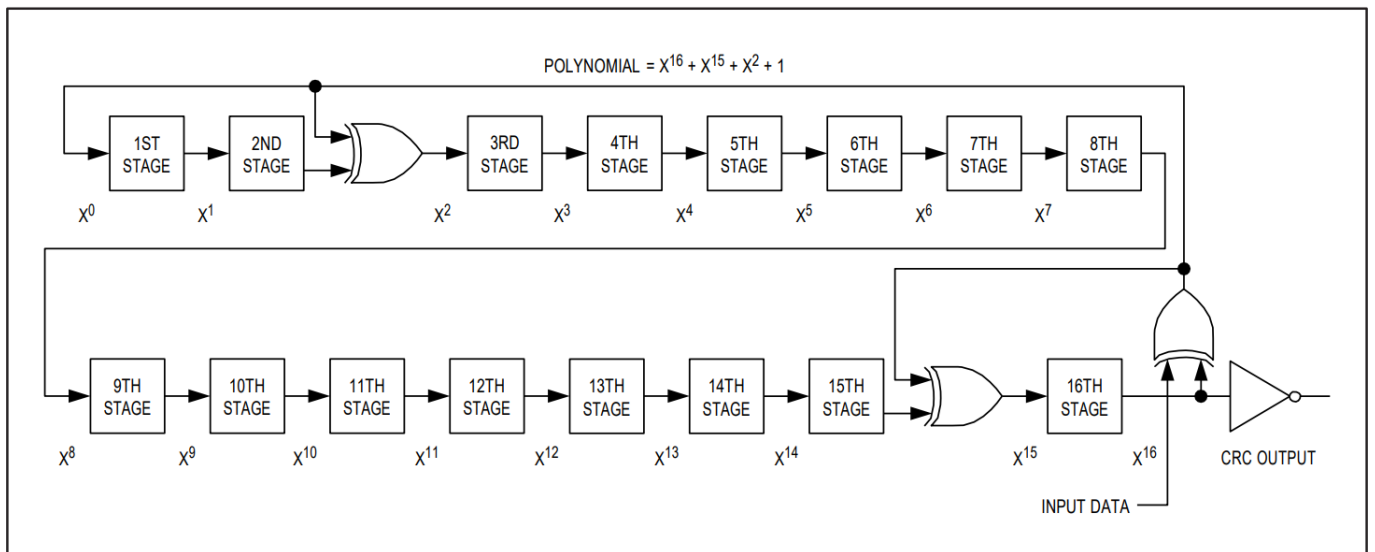 POLYNOMIAL = X¹⁶ + X¹⁵ + X² + 1
1ST STAGE
2ND STAGE
3RD STAGE
4TH STAGE
5TH STAGE
6TH STAGE
7TH STAGE
8TH STAGE
X⁰ X¹ X² X³ X⁴ X⁵ X⁶ X⁷
9TH STAGE
10TH STAGE
11TH STAGE
12TH STAGE
13TH STAGE
14TH STAGE
15TH STAGE
16TH STAGE
X⁸ X⁹ X¹⁰ X¹¹ X¹² X¹³ X¹⁴ X¹⁵ X¹⁶ CRC OUTPUT
INPUT DATA